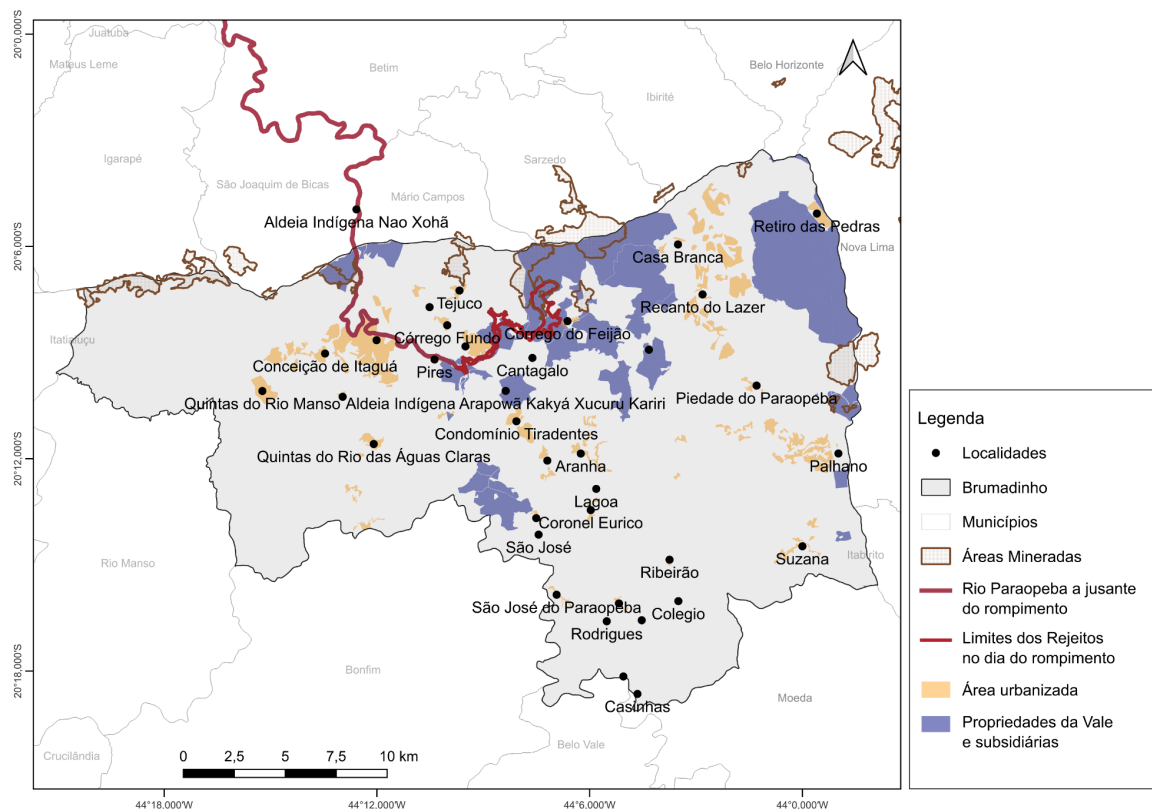 20°0.000'S
Juatuba
Mateus Leme
Betim
Belo Horizonte
Ibirité
Igarapé
Sarzedo
São Joaquim de Bicas
Mário Campos
Aldeia Indígena Nao Xohã
Retiro das Pedras
20°6.000'S
Nova Lima
Casa Branca
Tejuco
Recanto do Lazer
Itatiaiuçu
Córrego Fundo
Córrego do Feijão
Conceição de Itaguá
Pires
Cantagalo
Quintas do Rio Manso
Aldeia Indígena Arapowã Kakyá Xucuru Kariri
Piedade do Paraopeba
Condomínio Tiradentes
Quintas do Rio das Águas Claras
Aranha
Palhano
20°12.000'S
Lagoa
Coronel Eurico
São José
Itabirito
Suzana
Rio Manso
Ribeirão
São José do Paraopeba
Colegio
Rodrigues
20°18.000'S
Bonfim
Moeda
Casinhas
Belo Vale
Crucilândia
0 2,5 5 7,5 10 km
44°18.000'W 44°12.000'W 44°6.000'W 44°0.000'W
Legenda
Localidades
Brumadinho
Municípios
Áreas Mineradas
Rio Paraopeba a jusante
do rompimento
Limites dos Rejeitos
no dia do rompimento
Área urbanizada
Propriedades da Vale
e subsidiárias